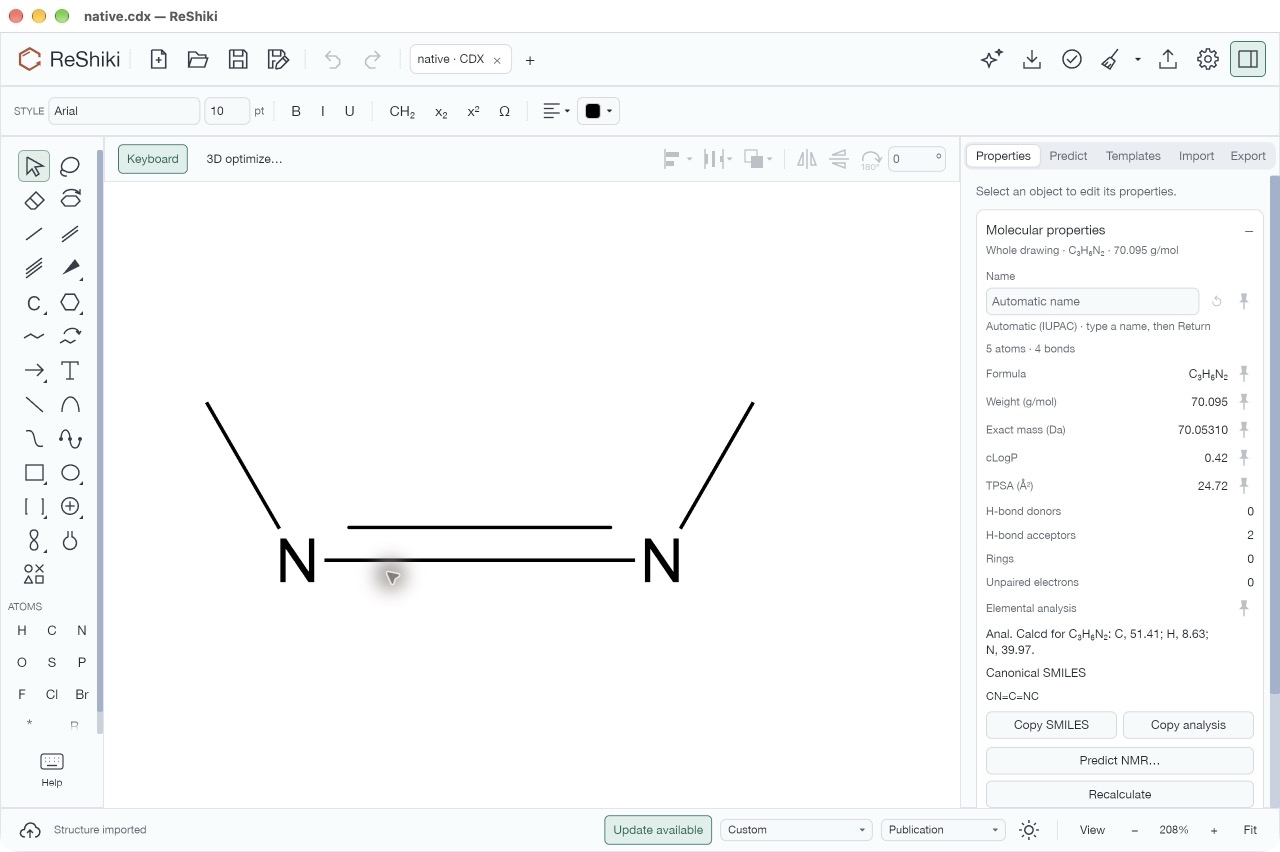 native.cdx — ReShiki
ReShiki
native · CDX ×
+
STYLE Arial 10 pt B I U CH₂ x₂ x² Ω
Keyboard 3D optimize… 180° 0 °
Properties Predict Templates Import Export
Select an object to edit its properties.
Molecular properties –
Whole drawing · C₃H₆N₂ · 70.095 g/mol
Name
Automatic name
Automatic (IUPAC) · type a name, then Return
5 atoms · 4 bonds
Formula C₃H₆N₂
Weight (g/mol) 70.095
Exact mass (Da) 70.05310
cLogP 0.42
TPSA (Å²) 24.72
H-bond donors 0
H-bond acceptors 2
Rings 0
Unpaired electrons 0
Elemental analysis
Anal. Calcd for C₃H₆N₂: C, 51.41; H, 8.63;
N, 39.97.
Canonical SMILES
CN=C=NC
Copy SMILES Copy analysis
Predict NMR…
Recalculate
C
T
[ ]
ATOMS
H C N
O S P
F Cl Br
* R
Help
N N
Structure imported
Update available Custom Publication View – 208% + Fit